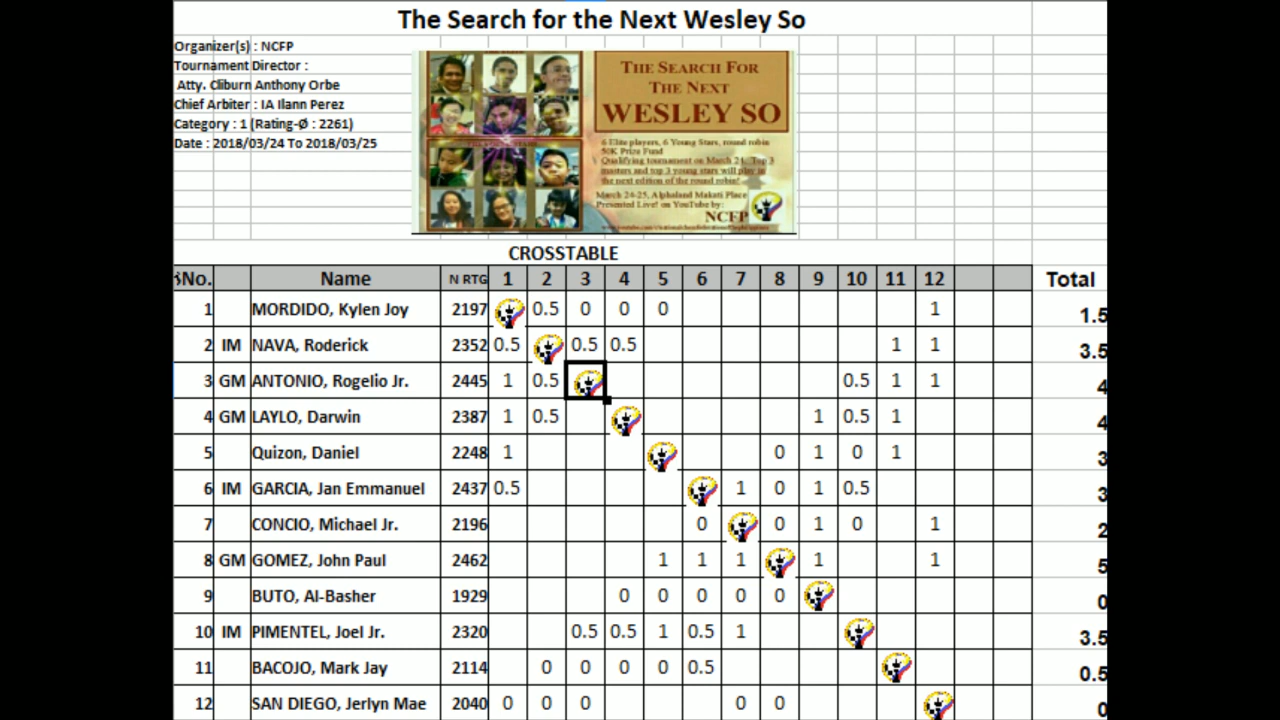 The Search for the Next Wesley So
Organizer(s) : NCFP
Tournament Director :
Atty. Cliburn Anthony Orbe
Chief Arbiter : IA Ilann Perez
Category : 1 (Rating-Ø : 2261)
Date : 2018/03/24 To 2018/03/25
THE SEARCH FOR
THE NEXT
WESLEY SO
6 Elite players, 6 Young Stars, round robin
50K Prize Fund
Qualifying tournament on March 24. Top 3
masters and top 3 young stars will play in
the next edition of the round robin!
March 24-25, Alphaland Makati Place
Presented Live! on YouTube by:
NCFP
CROSSTABLE
No. Name N RTG 1 2 3 4 5 6 7 8 9 10 11 12 Total
1 MORDIDO, Kylen Joy 2197 0.5 0 0 0 1 1.5
2 IM NAVA, Roderick 2352 0.5 0.5 0.5 1 1 3.5
3 GM ANTONIO, Rogelio Jr. 2445 1 0.5 0.5 1 1 4
4 GM LAYLO, Darwin 2387 1 0.5 1 0.5 1 4
5 Quizon, Daniel 2248 1 0 1 0 1 3
6 IM GARCIA, Jan Emmanuel 2437 0.5 1 0 1 0.5 3
7 CONCIO, Michael Jr. 2196 0 0 1 0 1 2
8 GM GOMEZ, John Paul 2462 1 1 1 1 1 5
9 BUTO, Al-Basher 1929 0 0 0 0 0 0
10 IM PIMENTEL, Joel Jr. 2320 0.5 0.5 1 0.5 1 3.5
11 BACOJO, Mark Jay 2114 0 0 0 0 0.5 0.5
12 SAN DIEGO, Jerlyn Mae 2040 0 0 0 0 0 0